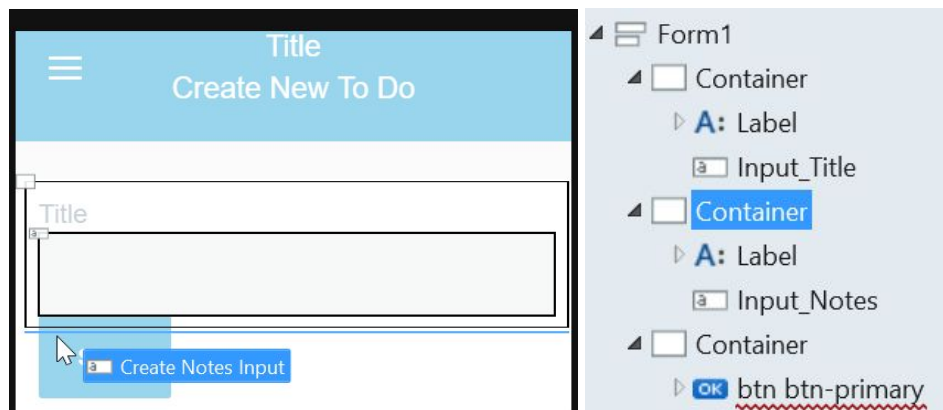 Title
Create New To Do
Title
Create Notes Input
Form1
Container
A: Label
Input_Title
Container
A: Label
Input_Notes
Container
OK btn btn-primary